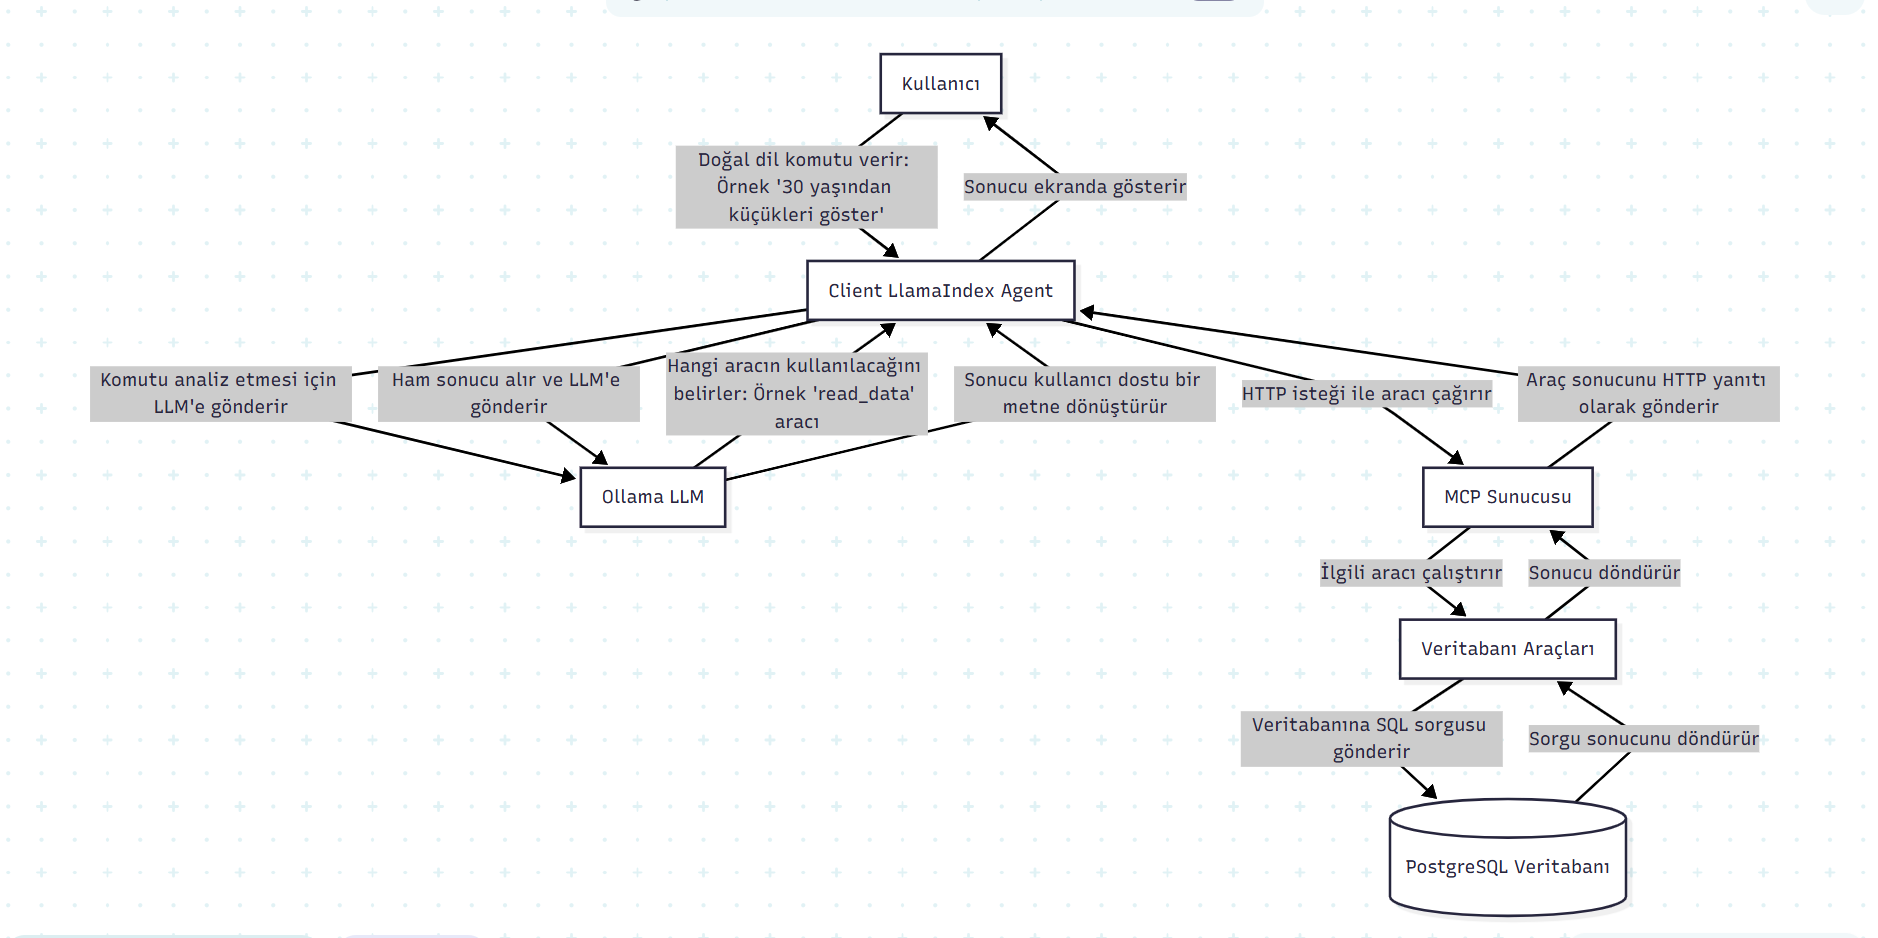 Kullanıcı
Doğal dil komutu verir:
Örnek '30 yaşından
küçükleri göster'
Sonucu ekranda gösterir
Client LlamaIndex Agent
Komutu analiz etmesi için
LLM'e gönderir
Ham sonucu alır ve LLM'e
gönderir
Hangi aracın kullanılacağını
belirler: Örnek 'read_data'
aracı
Sonucu kullanıcı dostu bir
metne dönüştürür
HTTP isteği ile aracı çağırır
Araç sonucunu HTTP yanıtı
olarak gönderir
Ollama LLM
MCP Sunucusu
İlgili aracı çalıştırır
Sonucu döndürür
Veritabanı Araçları
Veritabanına SQL sorgusu
gönderir
Sorgu sonucunu döndürür
PostgreSQL Veritabanı